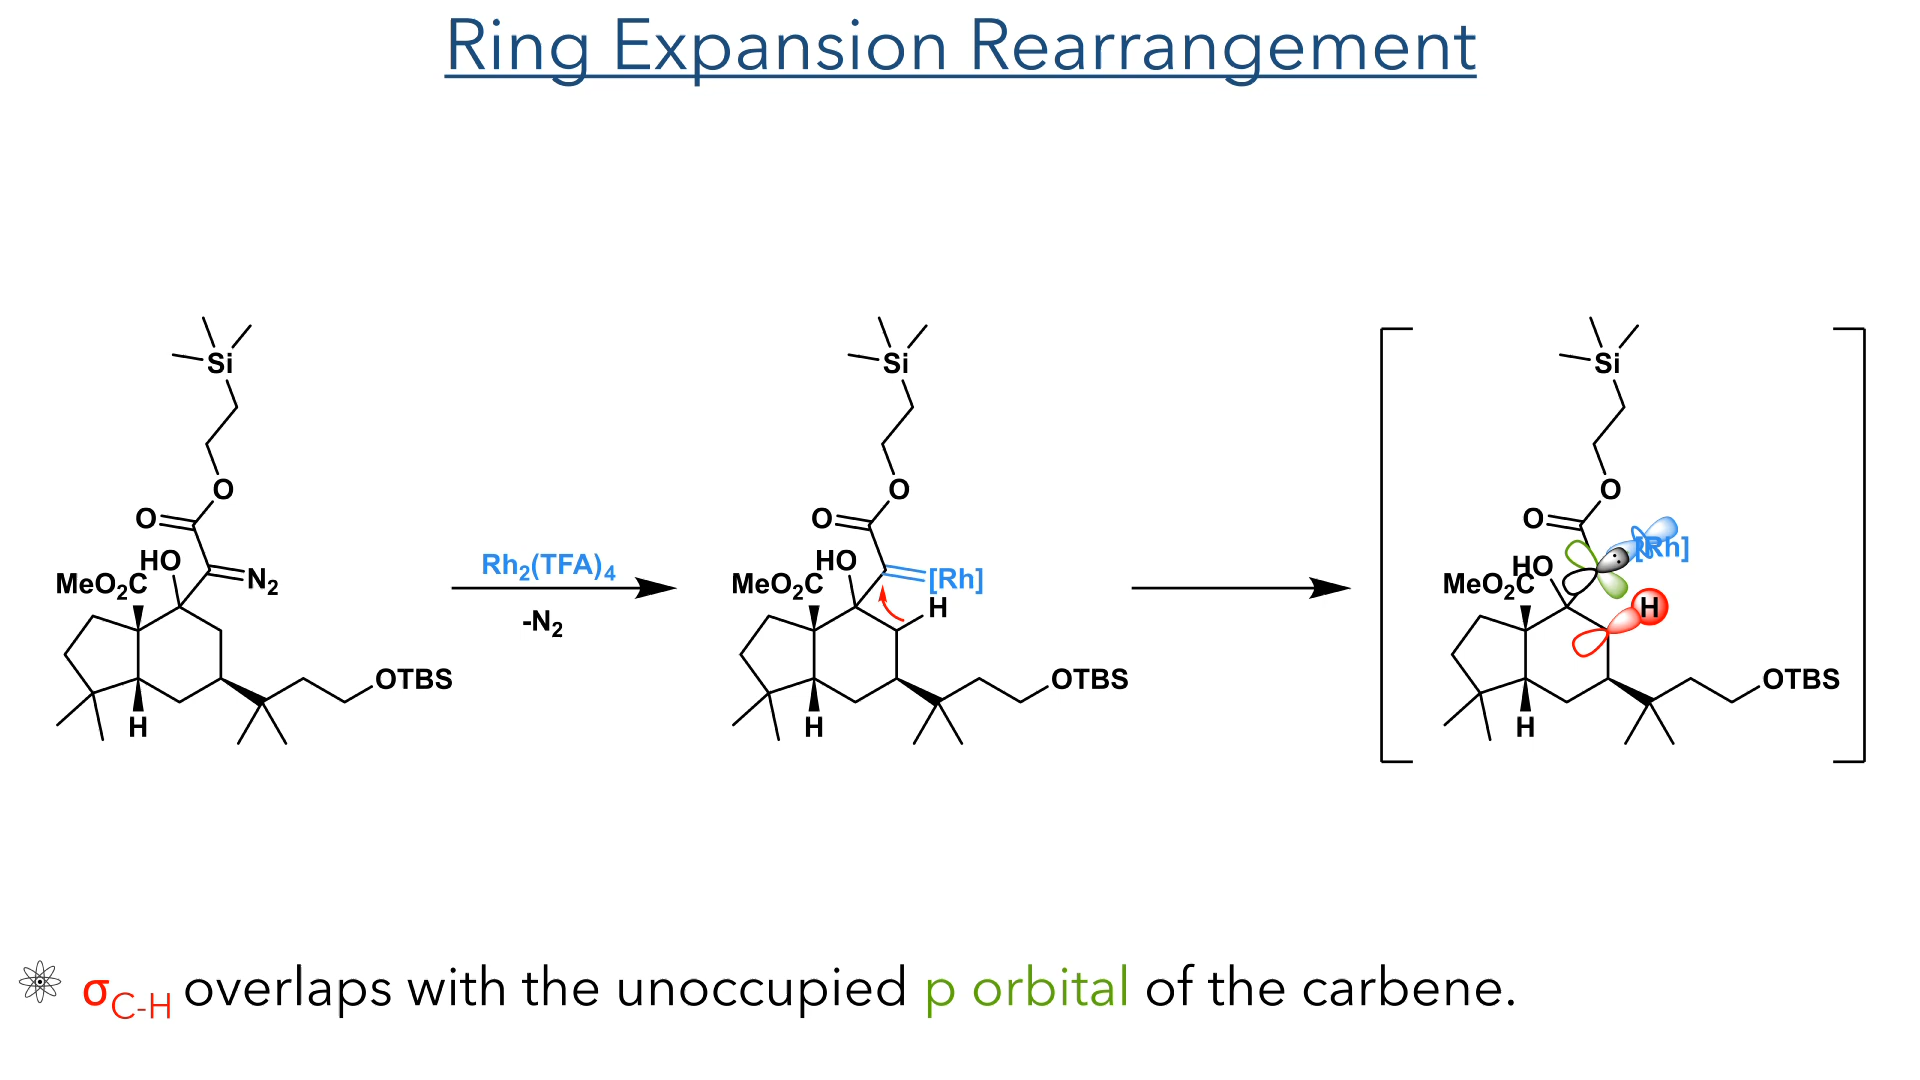 Ring Expansion Rearrangement
Si
O
O
HO
N₂
MeO₂C
OTBS
H
Rh₂(TFA)₄
-N₂
Si
O
O
HO
[Rh]
MeO₂C
H
OTBS
H
Si
O
O
[Rh]
HO
MeO₂C
H
OTBS
H
σC-H overlaps with the unoccupied p orbital of the carbene.